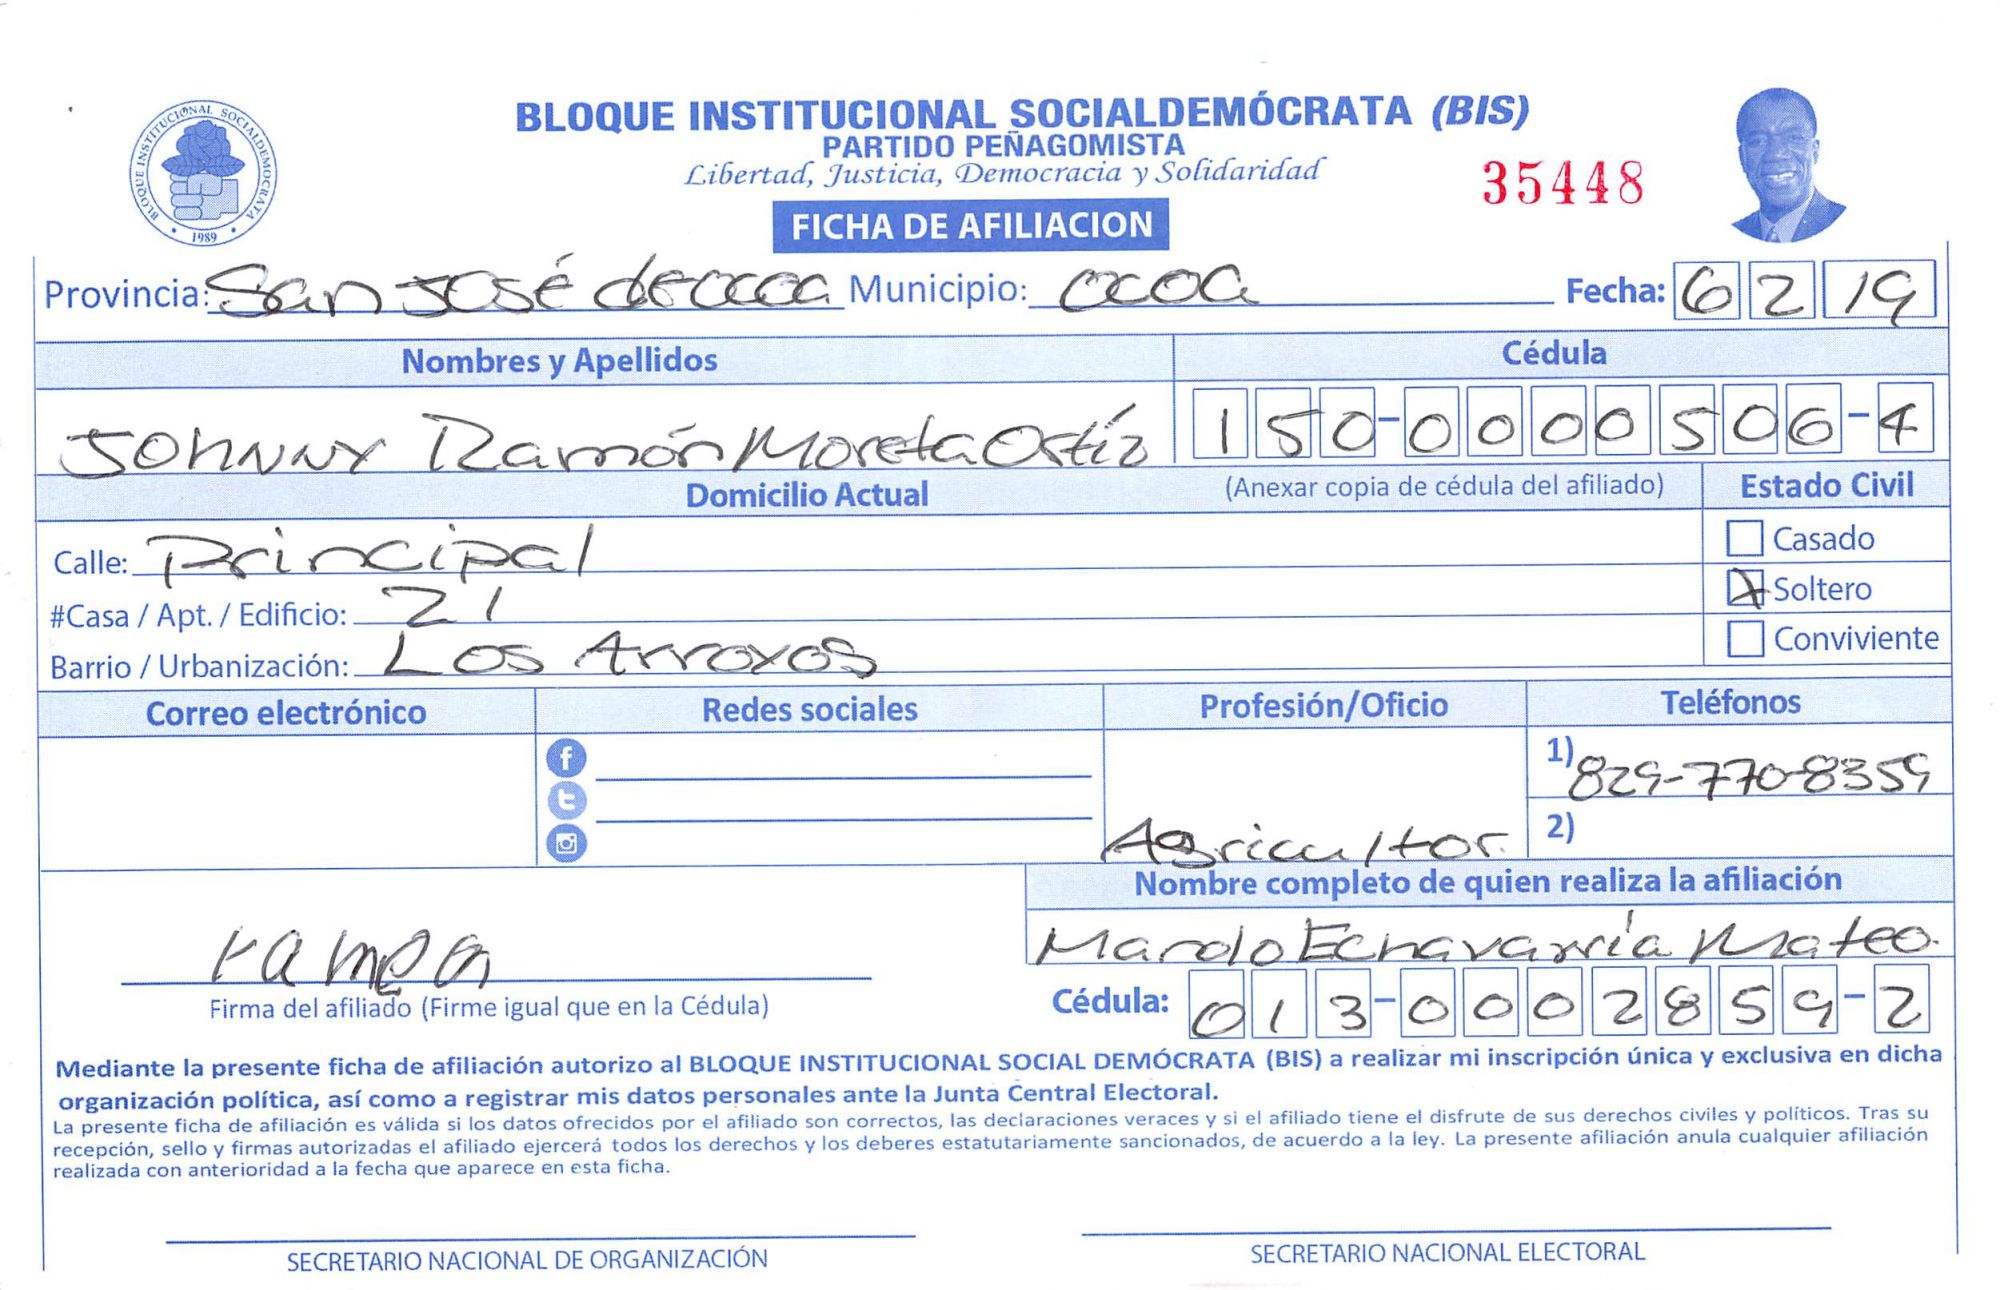 BLOQUE INSTITUCIONAL SOCIALDEMÓCRATA (BIS)
PARTIDO PEÑAGOMISTA
Libertad, Justicia, Democracia y Solidaridad
35448
BLOQUE INSTITUCIONAL SOCIALDEMOCRATA
1989
FICHA DE AFILIACION
Provincia: San José de ocoa Municipio: ocoa Fecha: 6 2 19
Nombres y Apellidos Cédula
Johnny Ramón Moreta Ortíz 150-0000506-4
Domicilio Actual (Anexar copia de cédula del afiliado) Estado Civil
Calle: Principal Casado
#Casa / Apt. / Edificio: 21 X Soltero
Barrio / Urbanización: Los Arroyos Conviviente
Correo electrónico Redes sociales Profesión/Oficio Teléfonos
1) 829-770-8359
Agricultor. 2)
Nombre completo de quien realiza la afiliación
Echavarría Mateo.
Cédula: 013-0002859-2
Firma del afiliado (Firme igual que en la Cédula)
Mediante la presente ficha de afiliación autorizo al BLOQUE INSTITUCIONAL SOCIAL DEMÓCRATA (BIS) a realizar mi inscripción única y exclusiva en dicha
organización política, así como a registrar mis datos personales ante la Junta Central Electoral.
La presente ficha de afiliación es válida si los datos ofrecidos por el afiliado son correctos, las declaraciones veraces y si el afiliado tiene el disfrute de sus derechos civiles y políticos. Tras su
recepción, sello y firmas autorizadas el afiliado ejercerá todos los derechos y los deberes estatutariamente sancionados, de acuerdo a la ley. La presente afiliación anula cualquier afiliación
realizada con anterioridad a la fecha que aparece en esta ficha.
SECRETARIO NACIONAL DE ORGANIZACIÓN SECRETARIO NACIONAL ELECTORAL